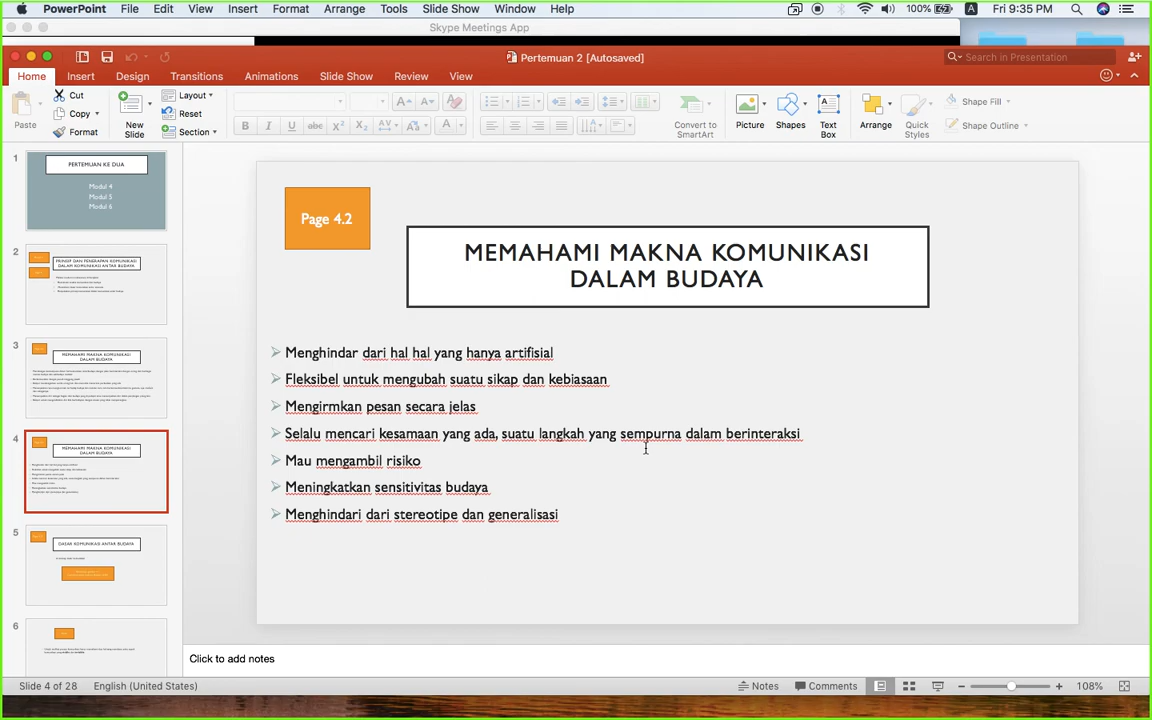 PowerPoint File Edit View Insert Format Arrange Tools Slide Show Window Help 100% Fri 9:35 PM
Skype Meetings App
Pertemuan 2 [Autosaved] Search in Presentation
Home Insert Design Transitions Animations Slide Show Review View
Paste Cut Copy Format New Slide Layout Reset Section Convert to SmartArt Picture Shapes Text Box Arrange Quick Styles Shape Fill Shape Outline
1
PERTEMUAN KE DUA
Modul 4
Modul 5
Modul 6
2
PRINSIP DAN PENERAPAN KOMUNIKASI
DALAM KOMUNIKASI ANTAR BUDAYA
3
MEMAHAMI MAKNA KOMUNIKASI
DALAM BUDAYA
4
MEMAHAMI MAKNA KOMUNIKASI
DALAM BUDAYA
5
DASAR KOMUNIKASI ANTAR BUDAYA
6
Page 4.2
MEMAHAMI MAKNA KOMUNIKASI
DALAM BUDAYA
Menghindar dari hal hal yang hanya artifisial
Fleksibel untuk mengubah suatu sikap dan kebiasaan
Mengirmkan pesan secara jelas
Selalu mencari kesamaan yang ada, suatu langkah yang sempurna dalam berinteraksi
Mau mengambil risiko
Meningkatkan sensitivitas budaya
Menghindari dari stereotipe dan generalisasi
Click to add notes
Slide 4 of 28 English (United States) Notes Comments 108%